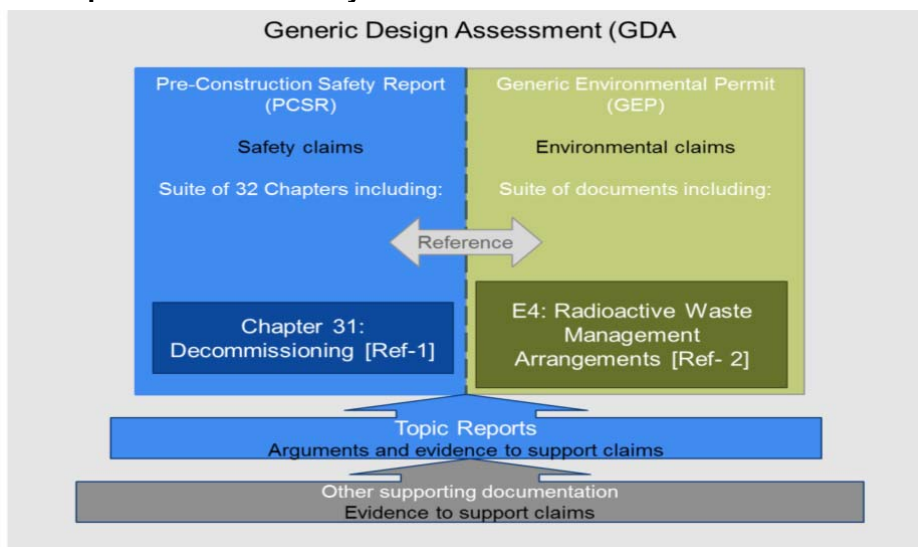 Generic Design Assessment (GDA
Pre-Construction Safety Report
(PCSR)
Safety claims
Suite of 32 Chapters including:
Generic Environmental Permit
(GEP)
Environmental claims
Suite of documents including:
Reference
Chapter 31:
Decommissioning [Ref-1]
E4: Radioactive Waste
Management
Arrangements [Ref- 2]
Topic Reports
Arguments and evidence to support claims
Other supporting documentation
Evidence to support claims